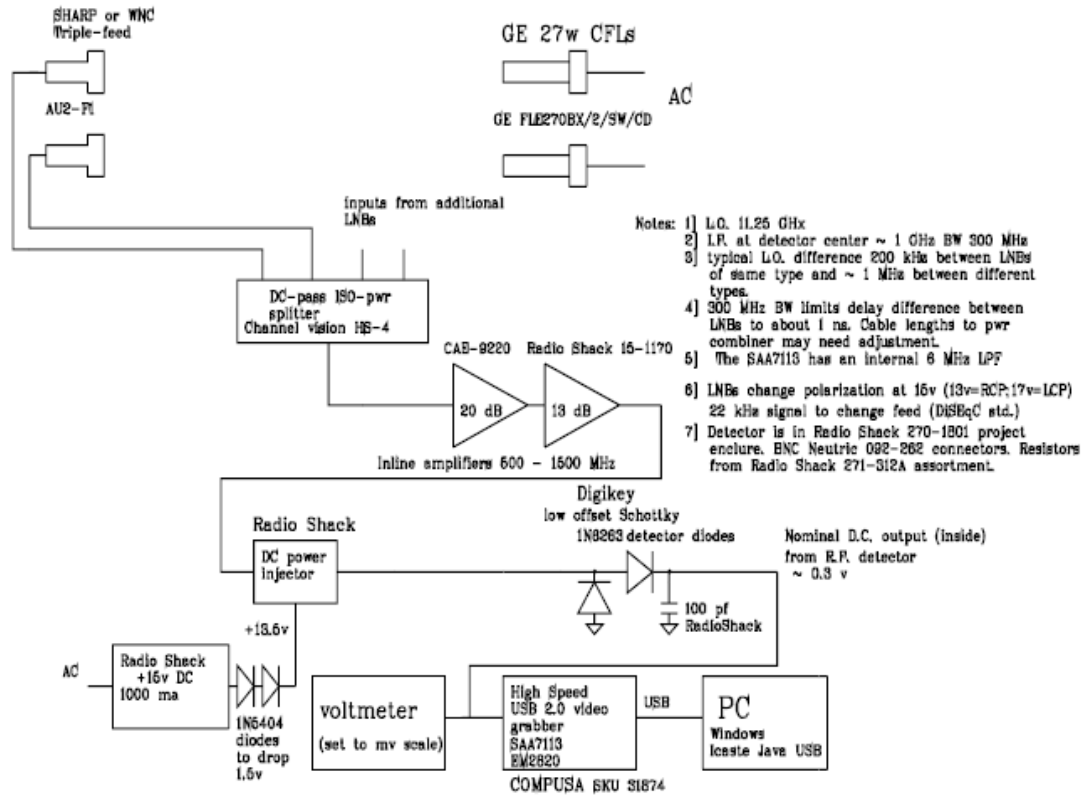 SHARP or WNC
Triple-feed
AU2-F1
GE 27w CFLs
AC
GE FLE270BX/2/SW/CD
inputs from additional
LNBs
DC-pass ISO-pwr
splitter
Channel vision HS-4
Notes: 1] L.O. 11.25 GHx
2] I.F. at detector center ~ 1 GHz BW 300 MHz
3] typical L.O. difference 200 kHz between LNBs
of same type and ~ 1 MHz between different
types.
4] 300 MHz BW limits delay difference between
LNBs to about 1 ns. Cable lengths to pwr
combiner may need adjustment.
5] The SAA7113 has an internal 6 MHz LPF
6] LNBs change polarization at 15v (13v=RCP;17v=LCP)
22 kHz signal to change feed (DiSEqC std.)
7] Detector is in Radio Shack 270-1801 project
enclure. BNC Neutric 092-262 connectors. Resistors
from Radio Shack 271-312A assortment.
CAE-9220 Radio Shack 15-1170
20 dB
13 dB
Inline amplifiers 500 - 1500 MHz
Digikey
low offset Schottky
1N6263 detector diodes
Nominal D.C. output (inside)
from R.F. detector
~ 0.3 v
100 pf
RadioShack
Radio Shack
DC power
injector
+13.5v
AC
Radio Shack
+15v DC
1000 ma
1N5404
diodes
to drop
1.5v
voltmeter
(set to mv scale)
High Speed
USB 2.0 video
grabber
SAA7113
EM2820
COMPUSA SKU 31874
USB
PC
Windows
Icaste Java USB